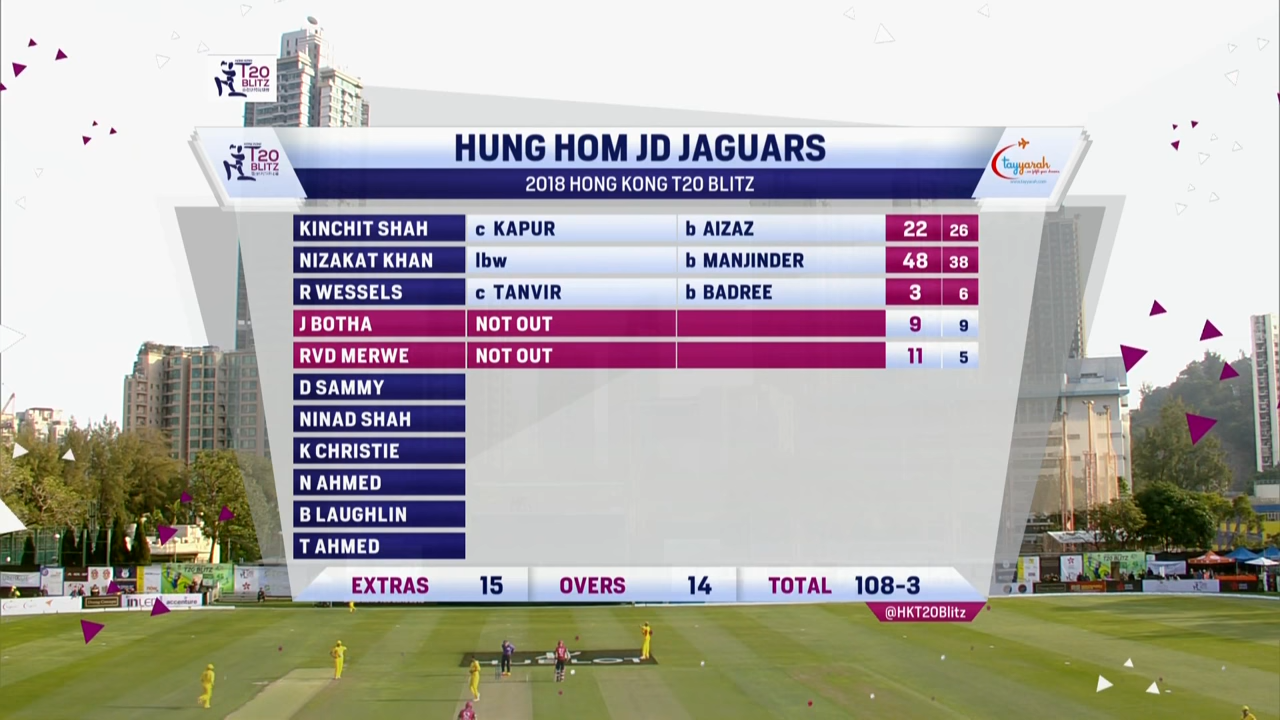 T20
BLITZ
HUNG HOM JD JAGUARS
T20
BLITZ
2018 HONG KONG T20 BLITZ
tayyarah
KINCHIT SHAH c KAPUR b AIZAZ 22 26
NIZAKAT KHAN lbw b MANJINDER 48 38
R WESSELS c TANVIR b BADREE 3 6
J BOTHA NOT OUT 9 9
RVD MERWE NOT OUT 11 5
D SAMMY
NINAD SHAH
K CHRISTIE
N AHMED
B LAUGHLIN
T AHMED
EXTRAS 15 OVERS 14 TOTAL 108-3
@HKT20Blitz
T20 BLITZ
accenture